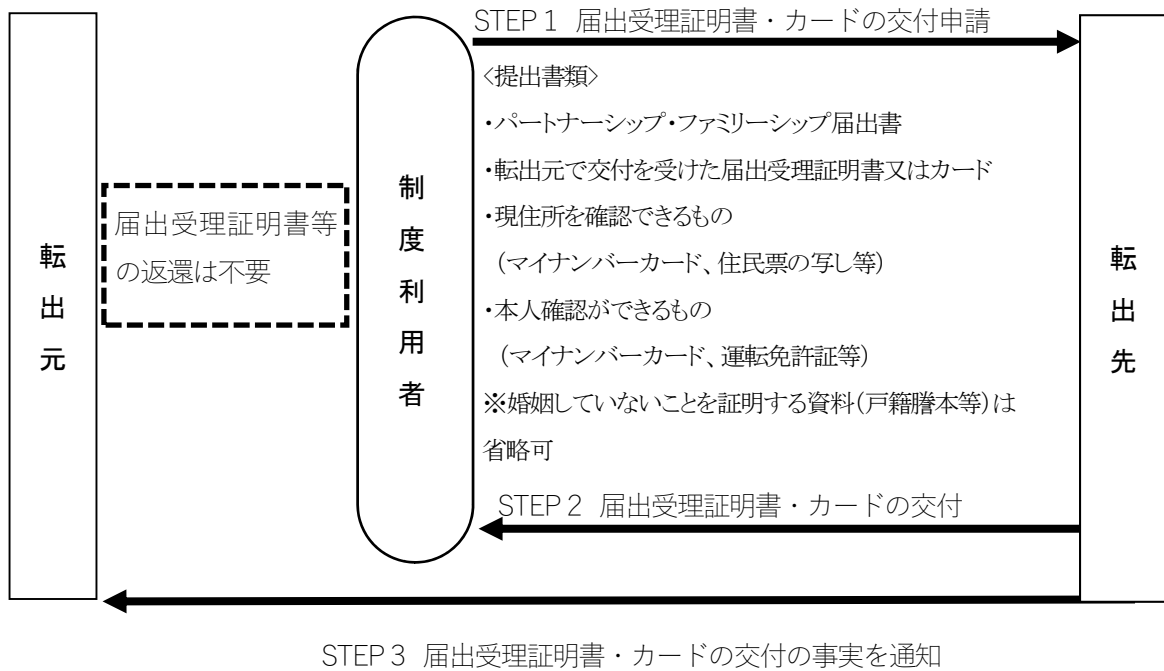 STEP１ 届出受理証明書・カードの交付申請
〈提出書類〉
・パートナーシップ・ファミリーシップ届出書
・転出元で交付を受けた届出受理証明書又はカード
・現住所を確認できるもの
（マイナンバーカード、住民票の写し等）
・本人確認ができるもの
（マイナンバーカード、運転免許証等）
※婚姻していないことを証明する資料（戸籍謄本等）は
省略可
転出元
届出受理証明書等
の返還は不要
制度利用者
転出先
STEP２ 届出受理証明書・カードの交付
STEP３ 届出受理証明書・カードの交付の事実を通知